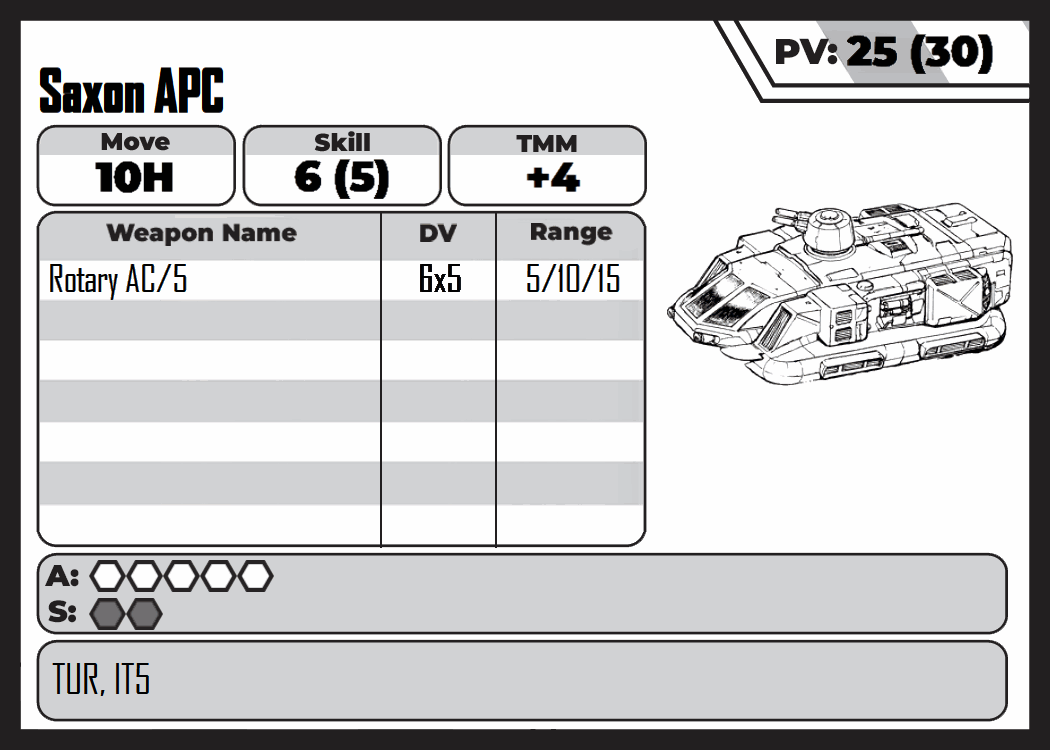 PV: 25 (30)
Saxon APC
Move Skill TMM
10H 6 (5) +4
Weapon Name DV Range
Rotary AC/5 6x5 5/10/15
A:
S:
TUR, IT5